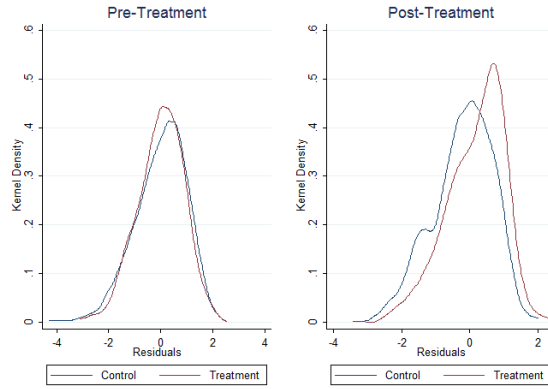 Pre-Treatment
Kernel Density
0 .1 .2 .3 .4 .5 .6
-4 -2 0 2 4
Residuals
Control Treatment
Post-Treatment
Kernel Density
0 .1 .2 .3 .4 .5 .6
-4 -2 0 2
Residuals
Control Treatment